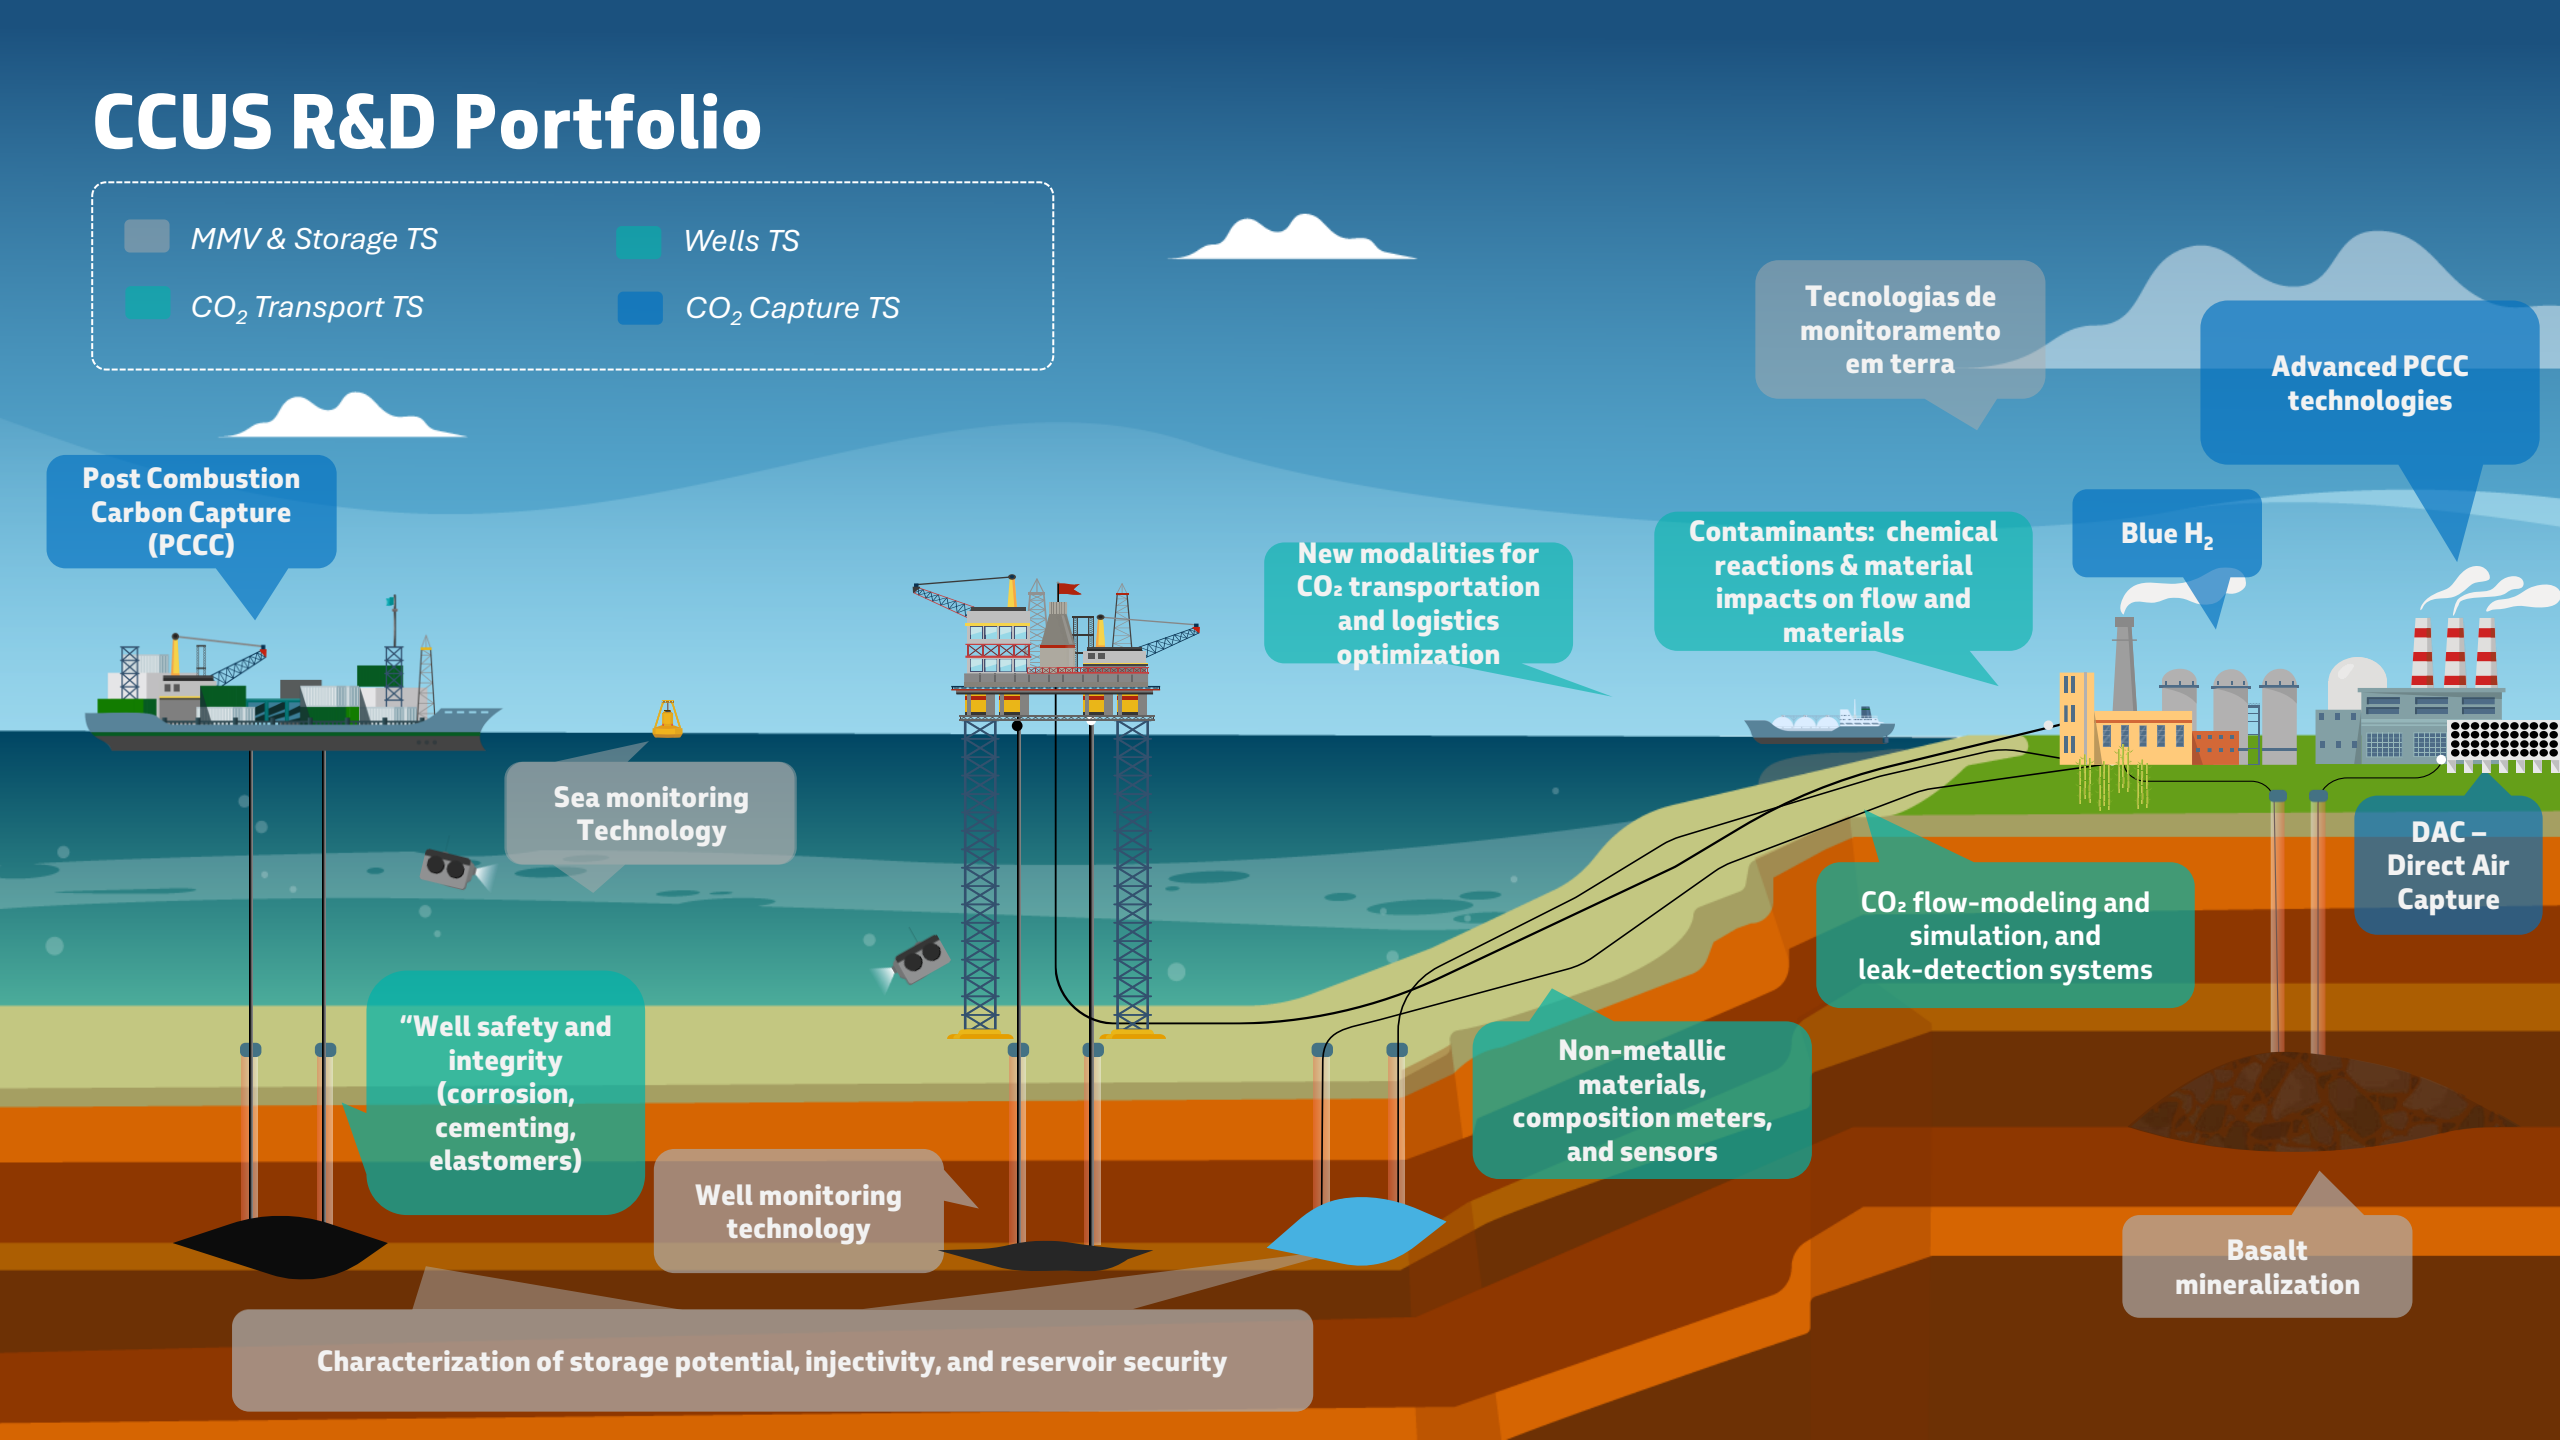 CCUS R&D Portfolio
MMV & Storage TS
Wells TS
CO₂ Transport TS
CO₂ Capture TS
Tecnologias de
monitoramento
em terra
Advanced PCCC
technologies
Post Combustion
Carbon Capture
(PCCC)
Blue H₂
Contaminants:  chemical
reactions & material
impacts on flow and
materials
New modalities for
CO₂ transportation
and logistics
optimization
Sea monitoring
Technology
DAC –
Direct Air
Capture
CO₂ flow-modeling and
simulation, and
leak-detection systems
“Well safety and
integrity
(corrosion,
cementing,
elastomers)
Non-metallic
materials,
composition meters,
and sensors
Well monitoring
technology
Basalt
mineralization
Characterization of storage potential, injectivity, and reservoir security